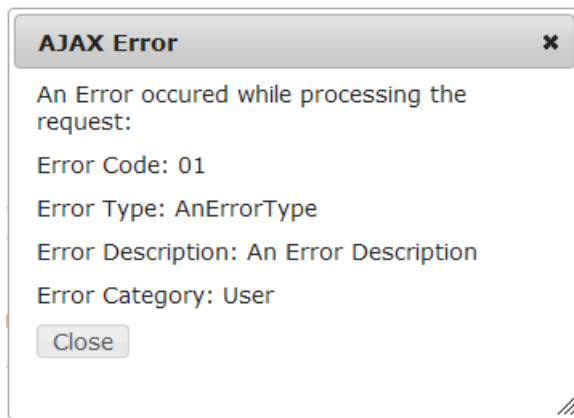 AJAX Error
An Error occured while processing the
request:
Error Code: 01
Error Type: AnErrorType
Error Description: An Error Description
Error Category: User
Close